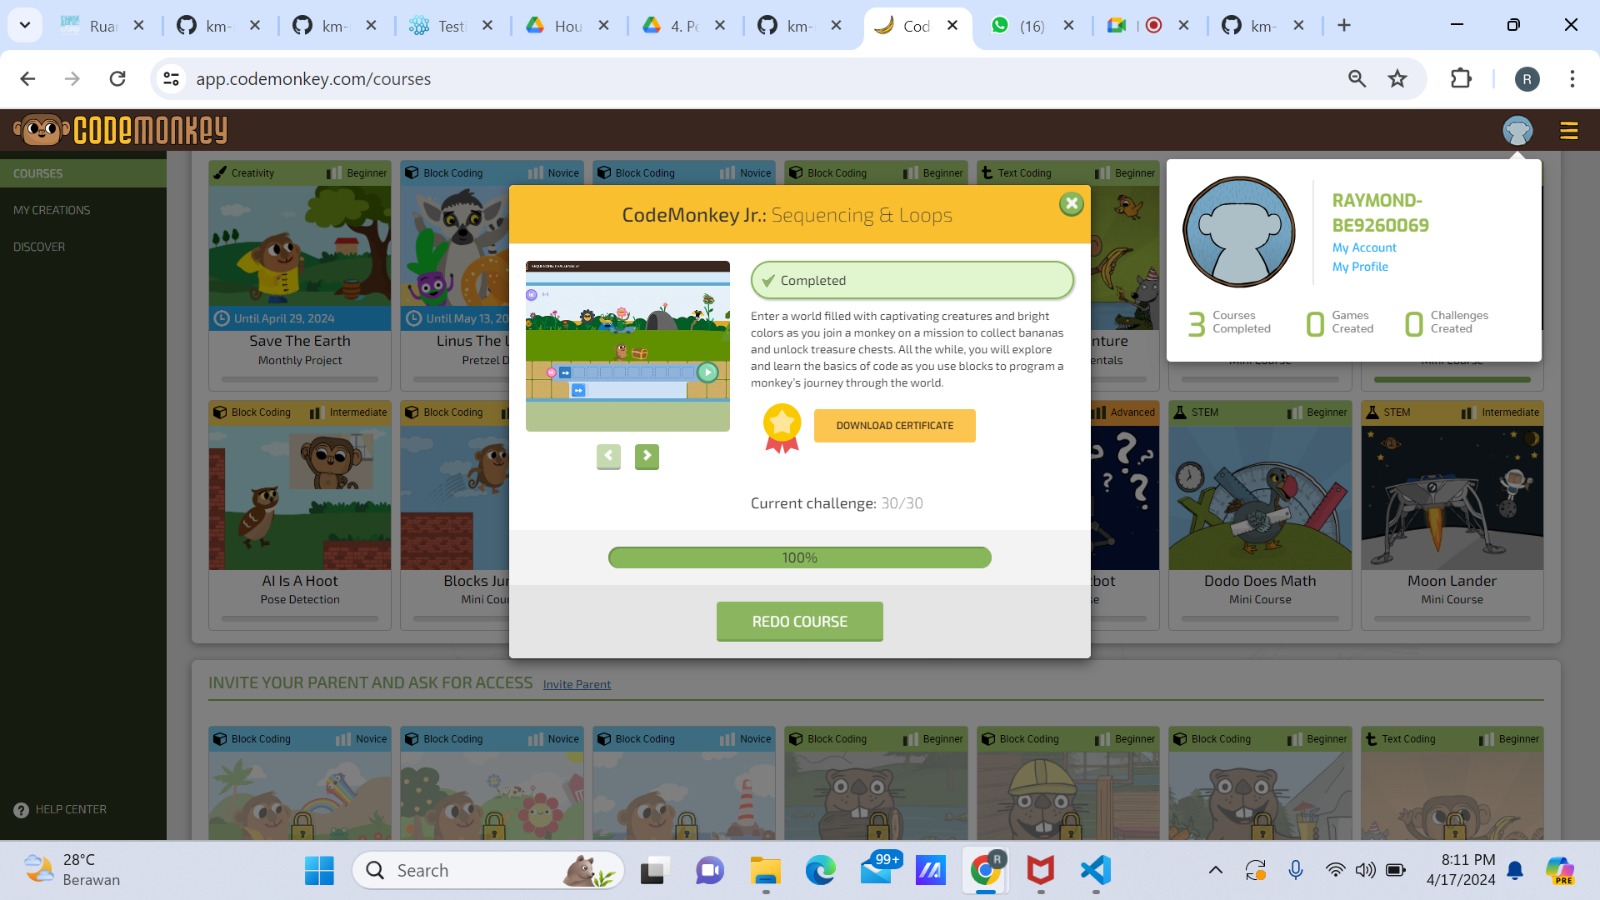 Ruar
km-
km-
Testi
Hou
4. Pe
km-
Cod
(16)
km-
app.codemonkey.com/courses
R
CODEMONKEY
COURSES
MY CREATIONS
DISCOVER
HELP CENTER
Creativity Beginner
Until April 29, 2024
Save The Earth
Monthly Project
Block Coding Novice
Until May 13, 20
Linus The L
Pretzel D
Block Coding Novice
Block Coding Beginner
Text Coding Beginner
nture
entals
Mini Course
Mini Course
RAYMOND-
BE9260069
My Account
My Profile
3 Courses Completed
0 Games Created
0 Challenges Created
CodeMonkey Jr.: Sequencing & Loops
Completed
Enter a world filled with captivating creatures and bright
colors as you join a monkey on a mission to collect bananas
and unlock treasure chests. All the while, you will explore
and learn the basics of code as you use blocks to program a
monkey's journey through the world.
DOWNLOAD CERTIFICATE
Current challenge: 30/30
100%
REDO COURSE
Block Coding Intermediate
AI Is A Hoot
Pose Detection
Block Coding
Blocks Ju
Mini Cou
Advanced
bot
STEM Beginner
Dodo Does Math
Mini Course
STEM Intermediate
Moon Lander
Mini Course
INVITE YOUR PARENT AND ASK FOR ACCESS Invite Parent
Block Coding Novice
Block Coding Novice
Block Coding Novice
Block Coding Beginner
Block Coding Beginner
Block Coding Beginner
Text Coding Beginner
28°C
Berawan
Search
99+
R
8:11 PM
4/17/2024
PRE